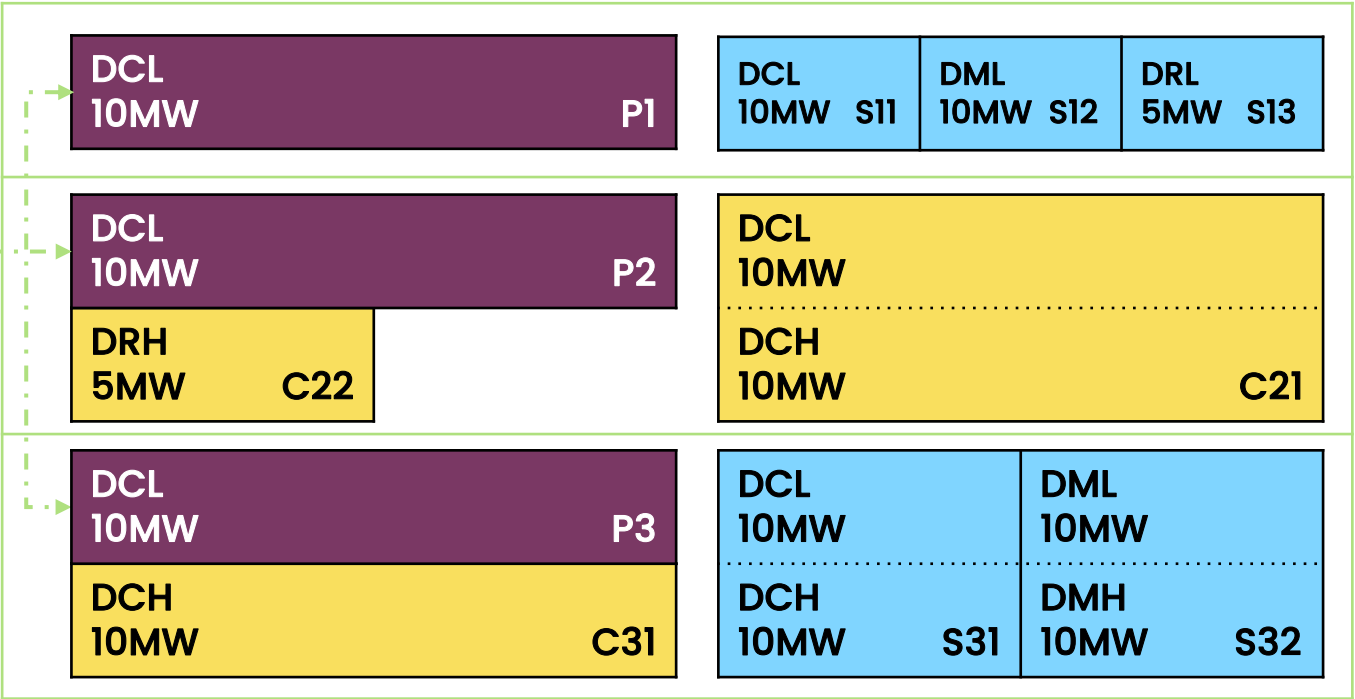 DCL
10MW P1
DCL
10MW S11
DML
10MW S12
DRL
5MW S13
DCL
10MW P2
DRH
5MW C22
DCL
10MW
DCH
10MW C21
DCL
10MW P3
DCH
10MW C31
DCL
10MW
DCH
10MW S31
DML
10MW
DMH
10MW S32